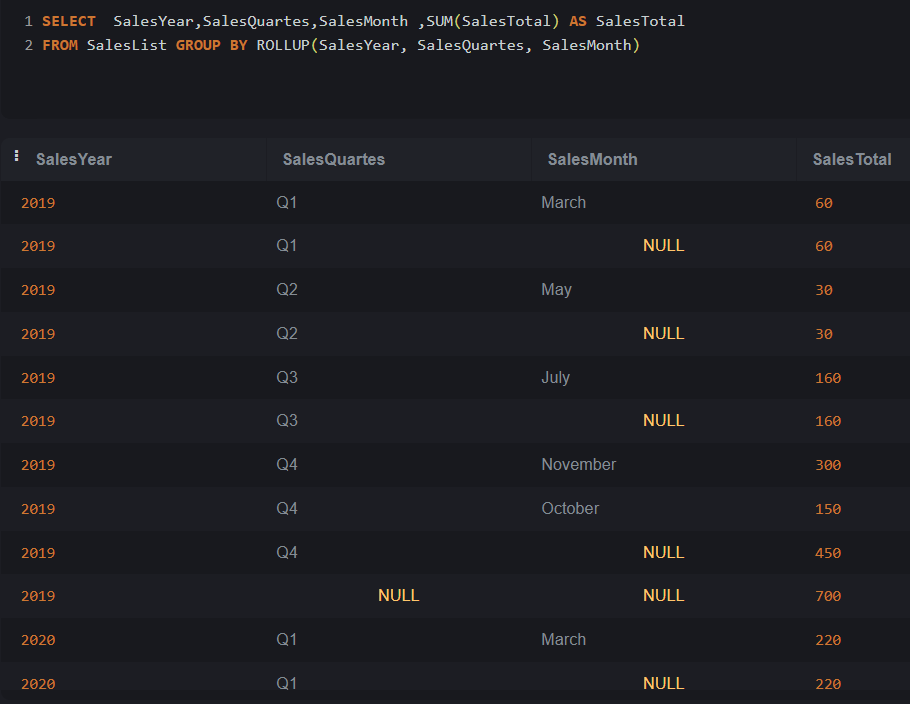 1 SELECT  SalesYear,SalesQuartes,SalesMonth ,SUM(SalesTotal) AS SalesTotal
2 FROM SalesList GROUP BY ROLLUP(SalesYear, SalesQuartes, SalesMonth)
SalesYear SalesQuartes SalesMonth SalesTotal
2019 Q1 March 60
2019 Q1 NULL 60
2019 Q2 May 30
2019 Q2 NULL 30
2019 Q3 July 160
2019 Q3 NULL 160
2019 Q4 November 300
2019 Q4 October 150
2019 Q4 NULL 450
2019 NULL NULL 700
2020 Q1 March 220
2020 Q1 NULL 220